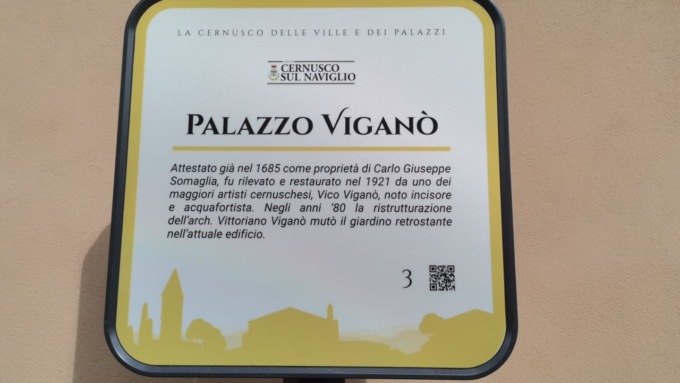 LA CERNUSCO DELLE VILLE E DEI PALAZZI
CERNUSCO
SUL NAVIGLIO
PALAZZO VIGANÒ
Attestato già nel 1685 come proprietà di Carlo Giuseppe
Somaglia, fu rilevato e restaurato nel 1921 da uno dei
maggiori artisti cernuschesi, Vico Viganò, noto incisore
e acquafortista. Negli anni '80 la ristrutturazione
dell'arch. Vittoriano Viganò mutò il giardino retrostante
nell'attuale edificio.
3